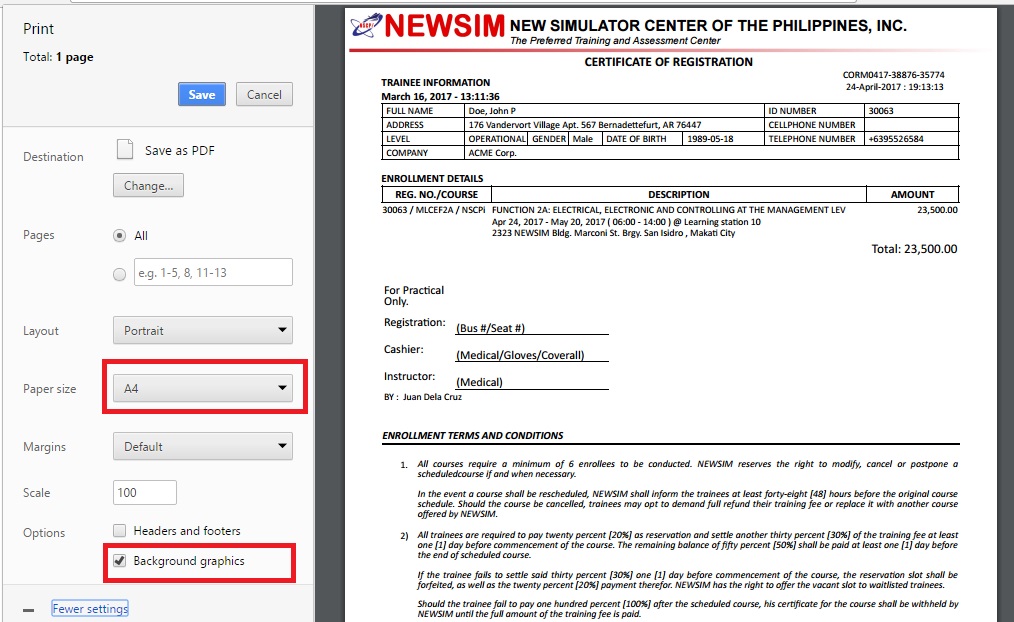 Print
Total: 1 page
Save
Cancel
Destination
Save as PDF
Change...
Pages
All
e.g. 1-5, 8, 11-13
Layout
Portrait
Paper size
A4
Margins
Default
Scale
100
Options
Headers and footers
Background graphics
Fewer settings
NEWSIM NEW SIMULATOR CENTER OF THE PHILIPPINES, INC.
The Preferred Training and Assessment Center
CERTIFICATE OF REGISTRATION
CORM0417-38876-35774
24-April-2017 : 19:13:13
TRAINEE INFORMATION
March 16, 2017 - 13:11:36
FULL NAME Doe, John P ID NUMBER 30063
ADDRESS 176 Vandervort Village Apt. 567 Bernadettefurt, AR 76447 CELLPHONE NUMBER
LEVEL OPERATIONAL GENDER Male DATE OF BIRTH 1989-05-18 TELEPHONE NUMBER +6395526584
COMPANY ACME Corp.
ENROLLMENT DETAILS
REG. NO./COURSE DESCRIPTION AMOUNT
30063 / MLCEF2A / NSCPi FUNCTION 2A: ELECTRICAL, ELECTRONIC AND CONTROLLING AT THE MANAGEMENT LEV 23,500.00
Apr 24, 2017 - May 20, 2017 ( 06:00 - 14:00 ) @ Learning station 10
2323 NEWSIM Bldg. Marconi St. Brgy. San Isidro , Makati City
Total: 23,500.00
For Practical
Only.
Registration: (Bus #/Seat #)
Cashier: (Medical/Gloves/Coverall)
Instructor: (Medical)
BY : Juan Dela Cruz
ENROLLMENT TERMS AND CONDITIONS
1. All courses require a minimum of 6 enrollees to be conducted. NEWSIM reserves the right to modify, cancel or postpone a
scheduledcourse if and when necessary.
In the event a course shall be rescheduled, NEWSIM shall inform the trainees at least forty-eight [48] hours before the original course
schedule. Should the course be cancelled, trainees may opt to demand full refund their training fee or replace it with another course
offered by NEWSIM.
2) All trainees are required to pay twenty percent [20%] as reservation and settle another thirty percent [30%] of the training fee at least
one [1] day before commencement of the course. The remaining balance of fifty percent [50%] shall be paid at least one [1] day before
the end of scheduled course.
If the trainee fails to settle said thirty percent [30%] one [1] day before commencement of the course, the reservation slot shall be
forfeited, as well as the twenty percent [20%] payment therefor. NEWSIM has the right to offer the vacant slot to waitlisted trainees.
Should the trainee fail to pay one hundred percent [100%] after the scheduled course, his certificate for the course shall be withheld by
NEWSIM until the full amount of the training fee is paid.